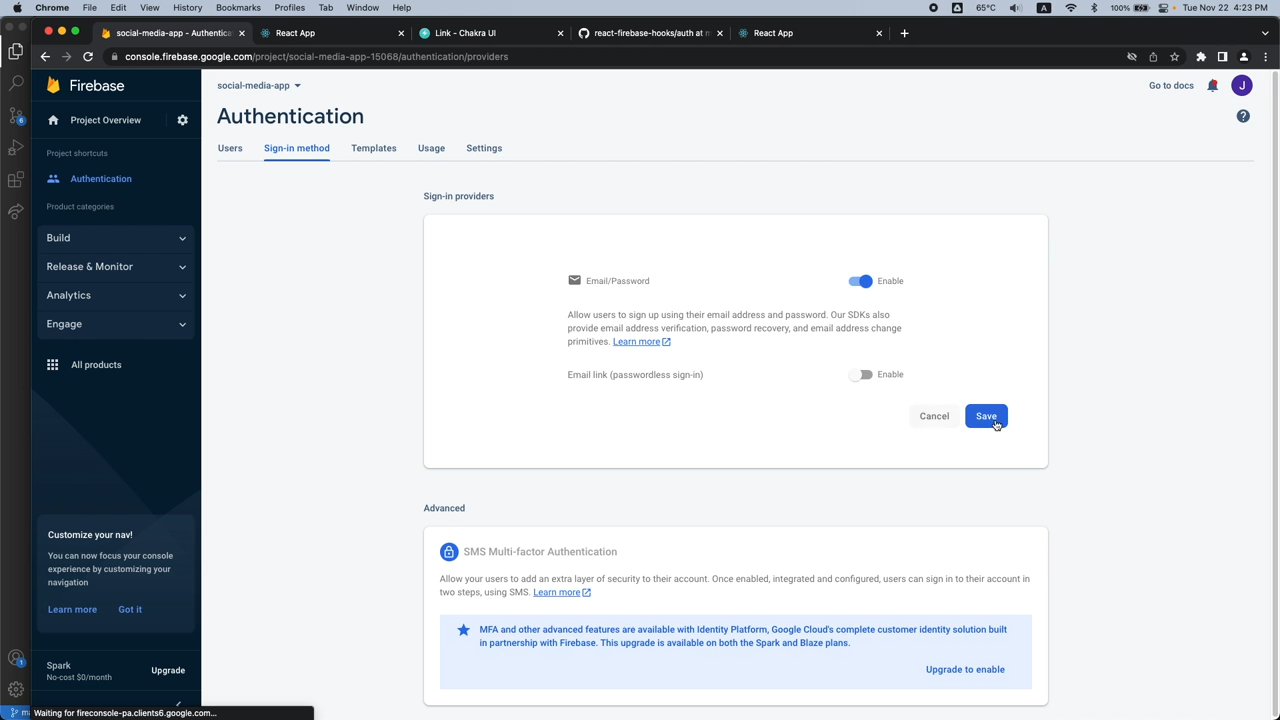 Chrome File Edit View History Bookmarks Profiles Tab Window Help 65°C A 100% Tue Nov 22 4:23 PM
social-media-app - Authentica React App Link - Chakra UI react-firebase-hooks/auth at m React App
console.firebase.google.com/project/social-media-app-15068/authentication/providers
Firebase
Project Overview
Project shortcuts
Authentication
Product categories
Build
Release & Monitor
Analytics
Engage
All products
Customize your nav!
You can now focus your console
experience by customizing your
navigation
Learn more Got it
Spark
No-cost $0/month
Upgrade
social-media-app
Go to docs
J
Authentication
Users Sign-in method Templates Usage Settings
Sign-in providers
Email/Password Enable
Allow users to sign up using their email address and password. Our SDKs also
provide email address verification, password recovery, and email address change
primitives. Learn more
Email link (passwordless sign-in) Enable
Cancel Save
Advanced
SMS Multi-factor Authentication
Allow your users to add an extra layer of security to their account. Once enabled, integrated and configured, users can sign in to their account in
two steps, using SMS. Learn more
MFA and other advanced features are available with Identity Platform, Google Cloud's complete customer identity solution built
in partnership with Firebase. This upgrade is available on both the Spark and Blaze plans.
Upgrade to enable
Waiting for fireconsole-pa.clients6.google.com...